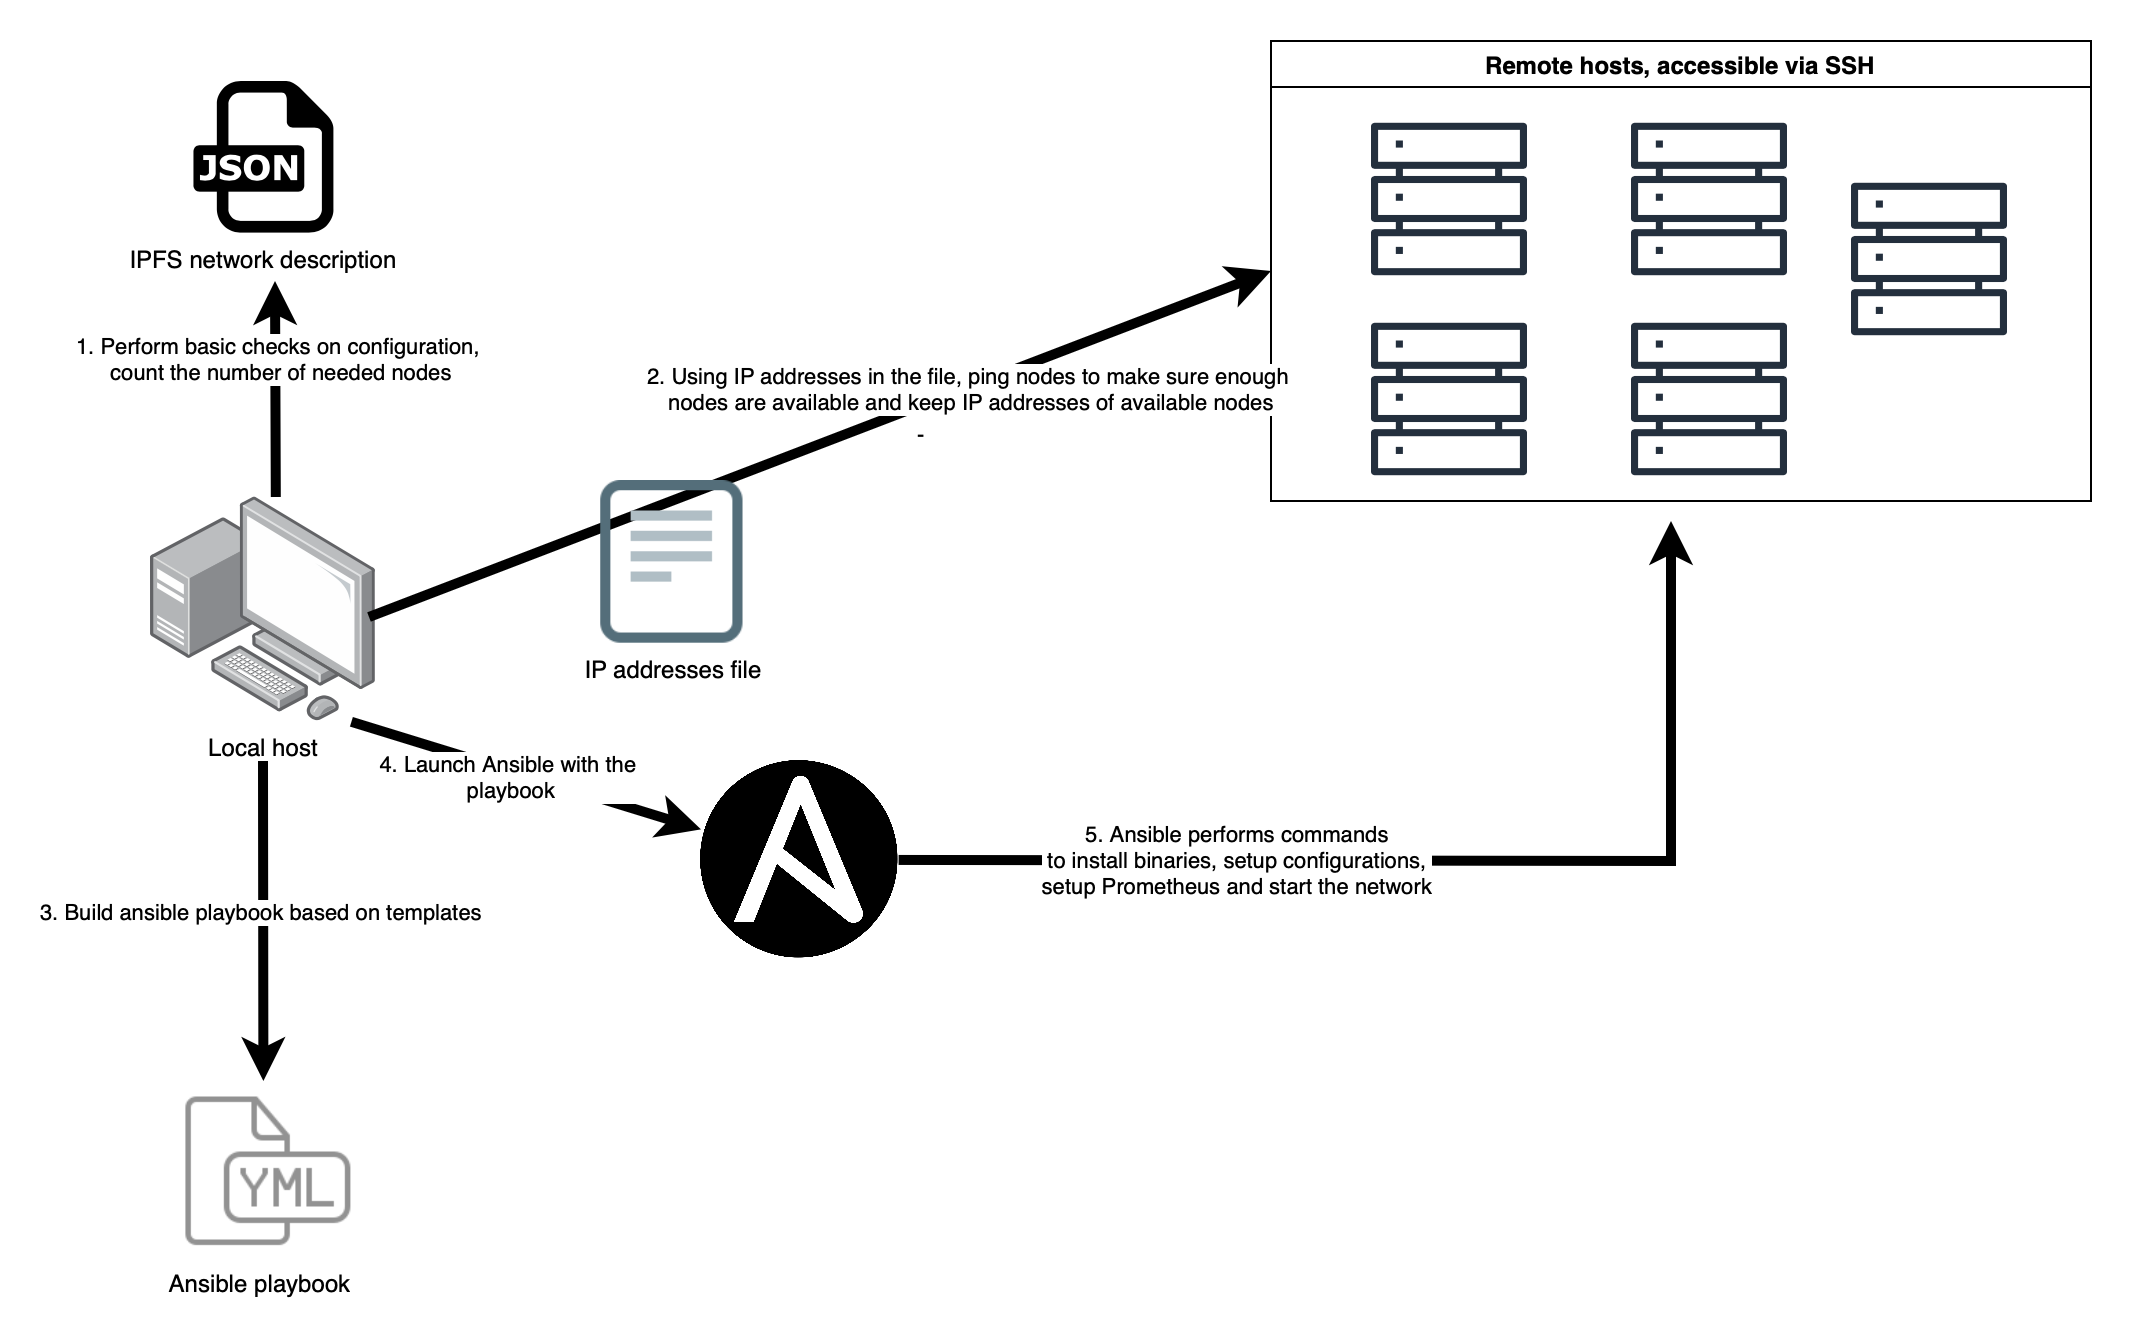 Remote hosts, accessible via SSH
JSON
IPFS network description
1. Perform basic checks on configuration,
count the number of needed nodes
2. Using IP addresses in the file, ping nodes to make sure enough
nodes are available and keep IP addresses of available nodes
-
IP addresses file
Local host
4. Launch Ansible with the
playbook
5. Ansible performs commands
to install binaries, setup configurations,
setup Prometheus and start the network
3. Build ansible playbook based on templates
YML
Ansible playbook